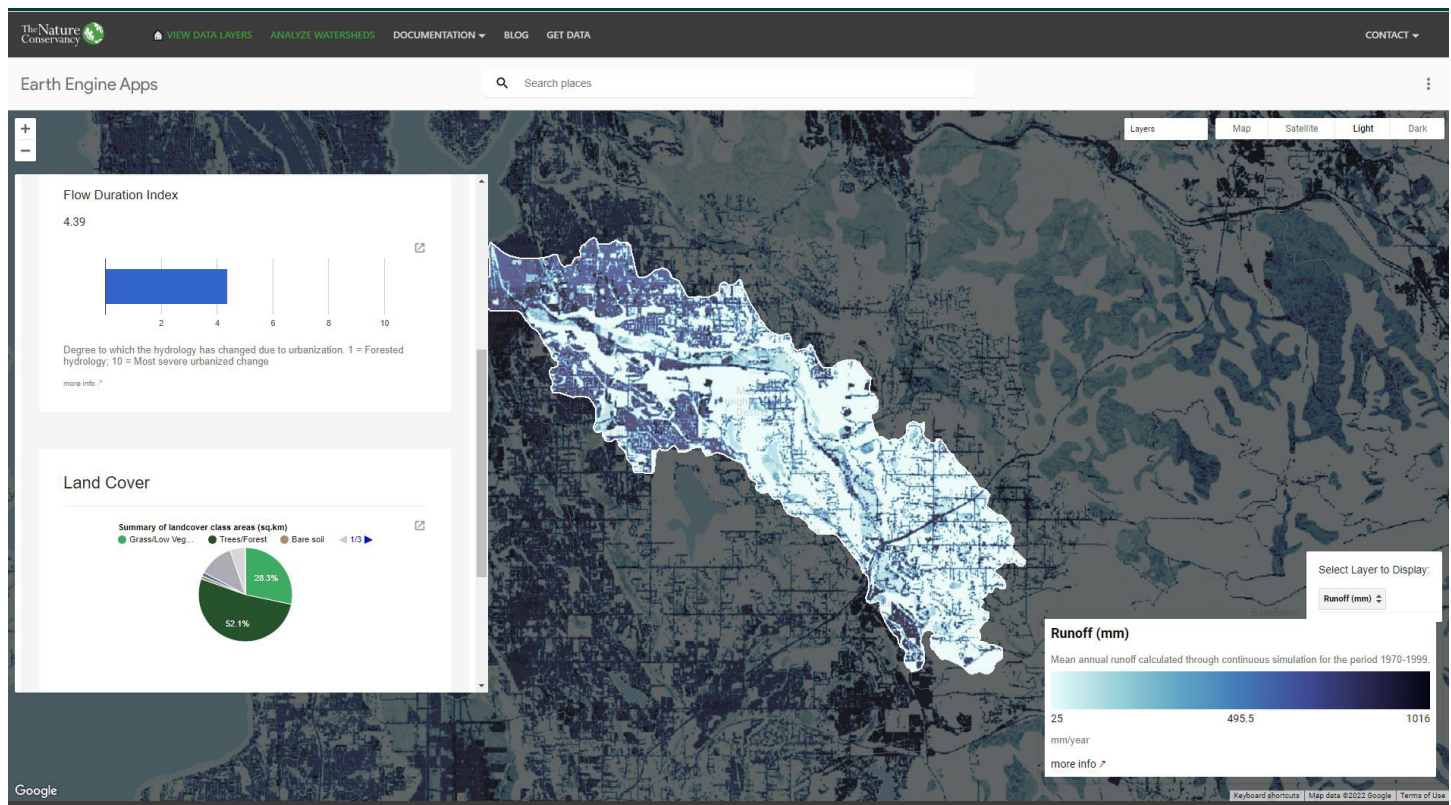 The Nature
Conservancy
VIEW DATA LAYERS ANALYZE WATERSHEDS DOCUMENTATION BLOG GET DATA CONTACT
Earth Engine Apps
Search places
+
−
Layers
Map Satellite Light Dark
Flow Duration Index
4.39
2 4 6 8 10
Degree to which the hydrology has changed due to urbanization. 1 = Forested
hydrology; 10 = Most severe urbanized change
more info ↗
Land Cover
Summary of landcover class areas (sq.km)
Grass/Low Veg... Trees/Forest Bare soil 1/3
28.3%
52.1%
Select Layer to Display:
Runoff (mm)
Runoff (mm)
Mean annual runoff calculated through continuous simulation for the period 1970-1999.
25 495.5 1016
mm/year
more info ↗
Google
Keyboard shortcuts Map data ©2022 Google Terms of Use